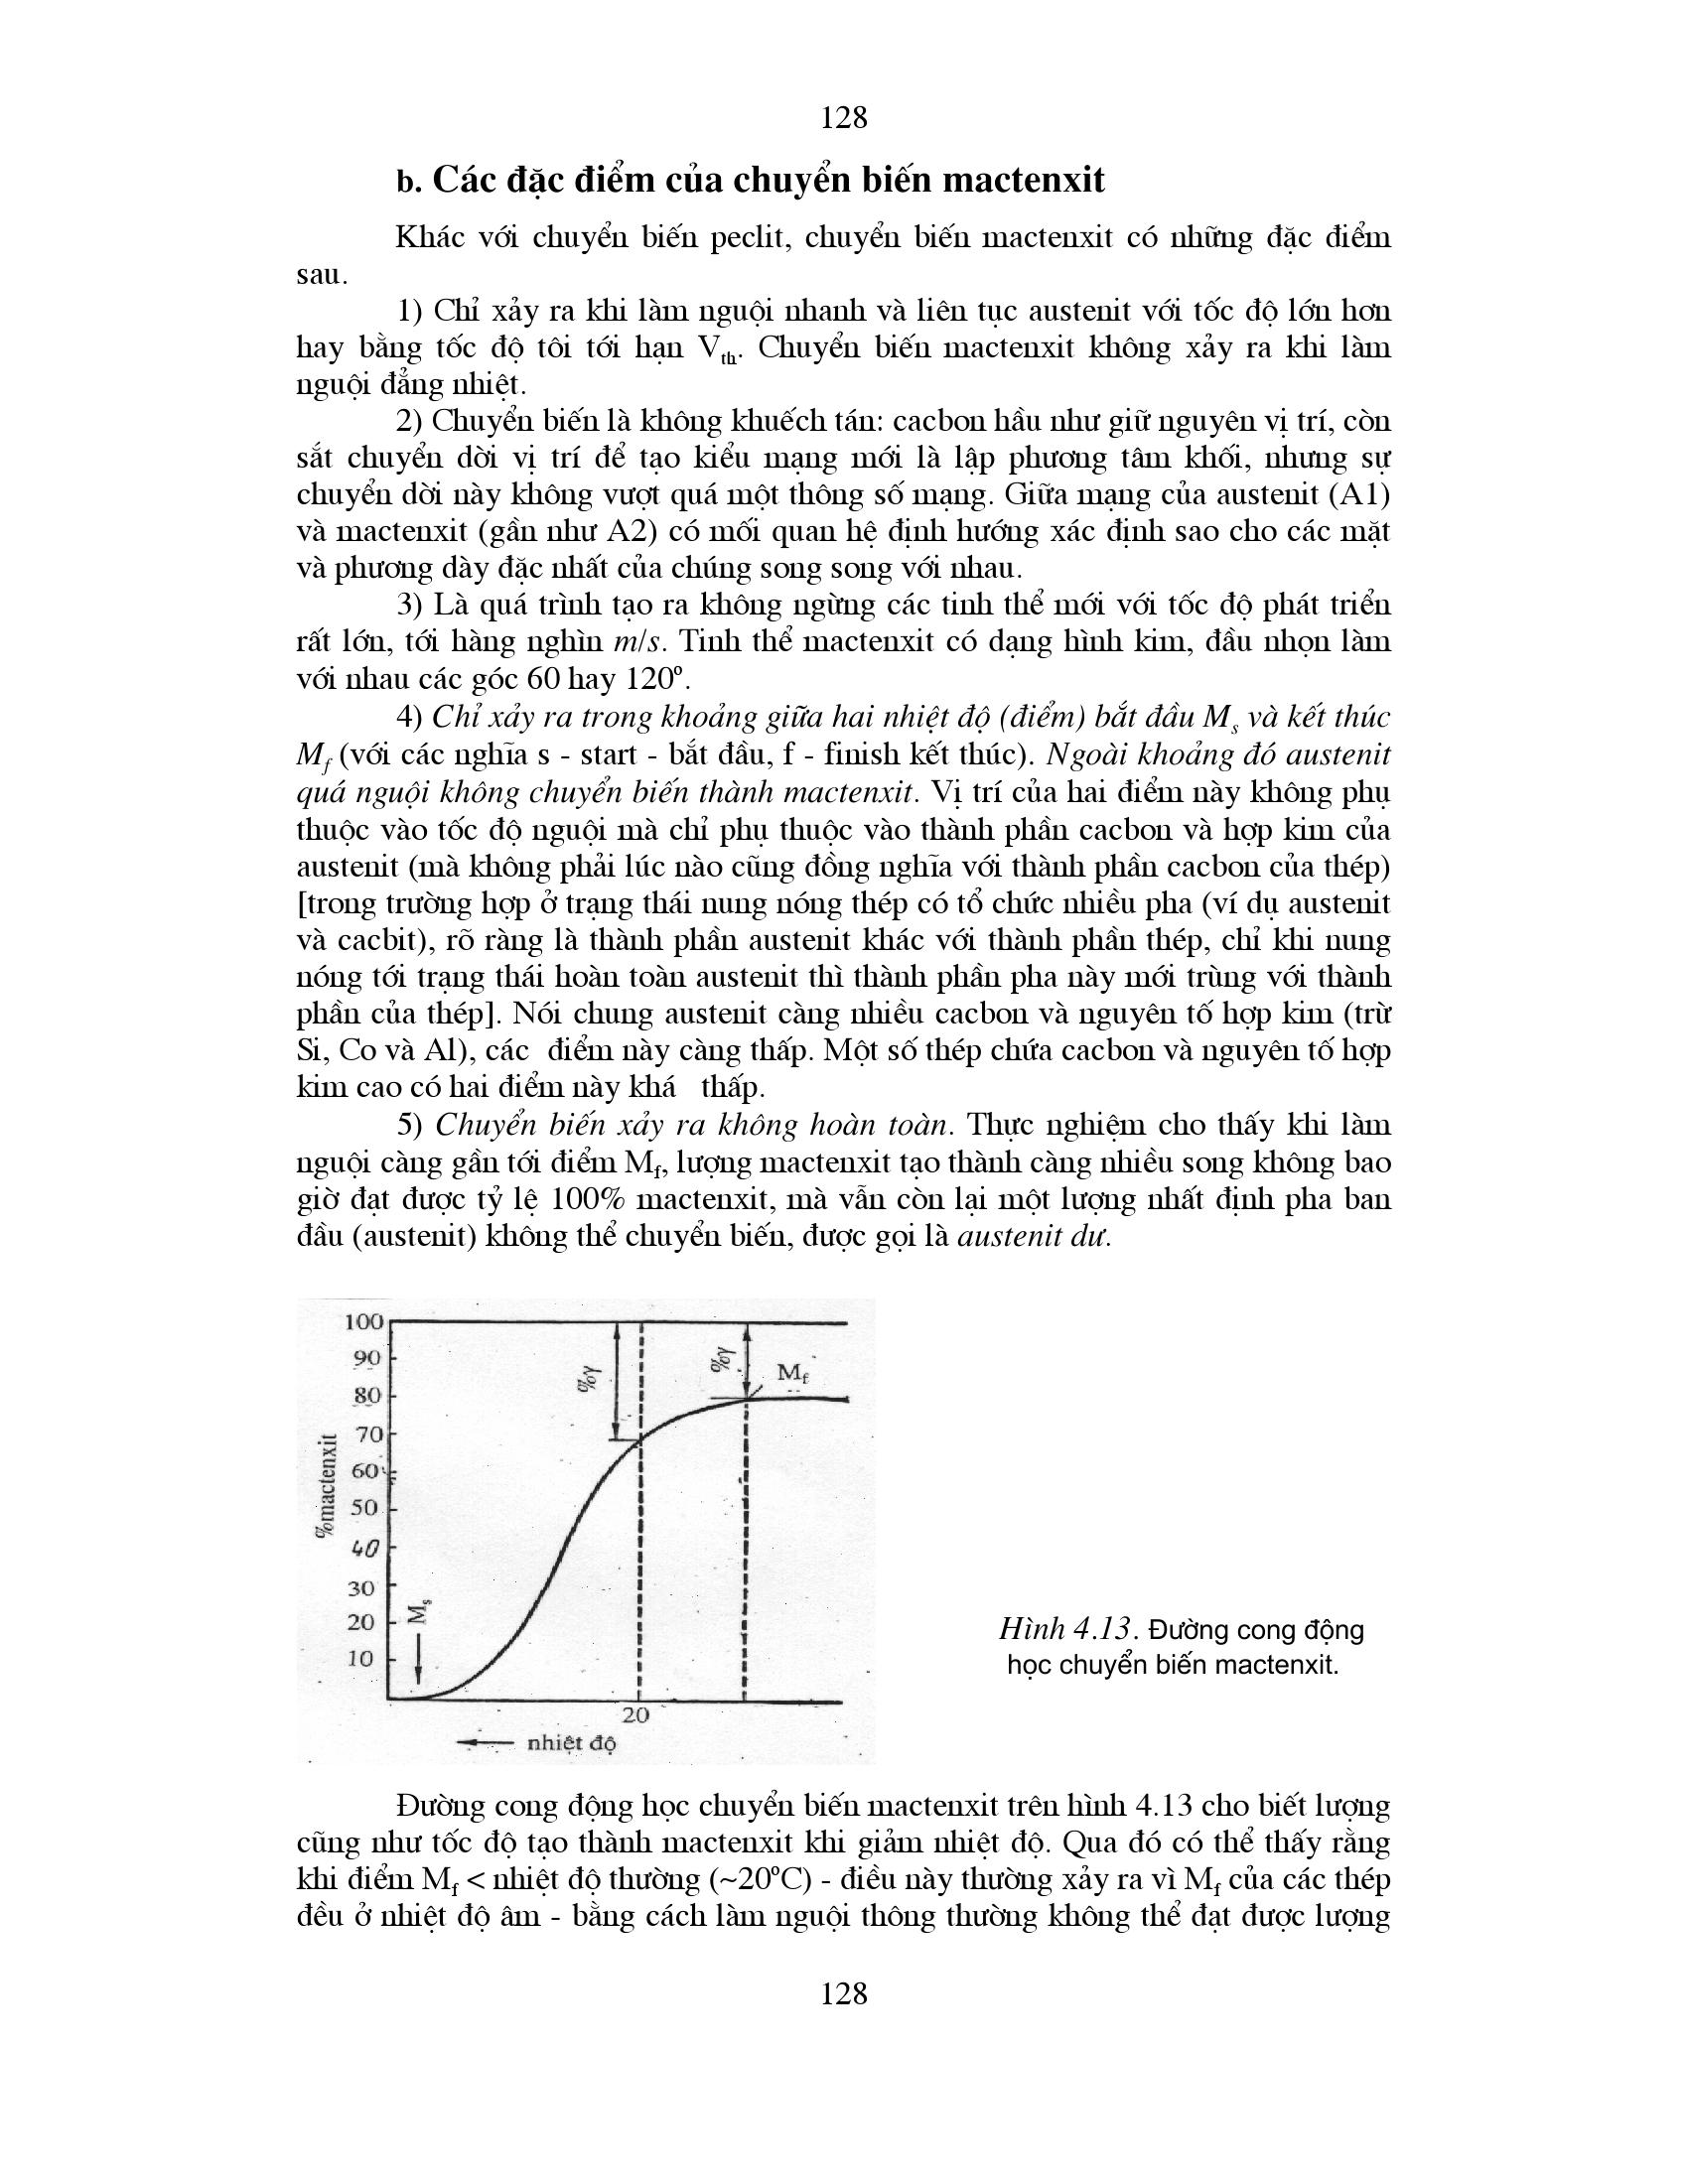 128
b. Các đặc điểm của chuyển biến mactenxit
Khác với chuyển biến peclit, chuyển biến mactenxit có những đặc điểm
sau.
1) Chỉ xảy ra khi làm nguội nhanh và liên tục austenit với tốc độ lớn hơn
hay bằng tốc độ tôi tới hạn Vth. Chuyển biến mactenxit không xảy ra khi làm
nguội đẳng nhiệt.
2) Chuyển biến là không khuếch tán: cacbon hầu như giữ nguyên vị trí, còn
sắt chuyển dời vị trí để tạo kiểu mạng mới là lập phương tâm khối, nhưng sự
chuyển dời này không vượt quá một thông số mạng. Giữa mạng của austenit (A1)
và mactenxit (gần như A2) có mối quan hệ định hướng xác định sao cho các mặt
và phương dày đặc nhất của chúng song song với nhau.
3) Là quá trình tạo ra không ngừng các tinh thể mới với tốc độ phát triển
rất lớn, tới hàng nghìn m/s. Tinh thể mactenxit có dạng hình kim, đầu nhọn làm
với nhau các góc 60 hay 120º.
4) Chỉ xảy ra trong khoảng giữa hai nhiệt độ (điểm) bắt đầu Ms và kết thúc
Mf (với các nghĩa s - start - bắt đầu, f - finish kết thúc). Ngoài khoảng đó austenit
quá nguội không chuyển biến thành mactenxit. Vị trí của hai điểm này không phụ
thuộc vào tốc độ nguội mà chỉ phụ thuộc vào thành phần cacbon và hợp kim của
austenit (mà không phải lúc nào cũng đồng nghĩa với thành phần cacbon của thép)
[trong trường hợp ở trạng thái nung nóng thép có tổ chức nhiều pha (ví dụ austenit
và cacbit), rõ ràng là thành phần austenit khác với thành phần thép, chỉ khi nung
nóng tới trạng thái hoàn toàn austenit thì thành phần pha này mới trùng với thành
phần của thép]. Nói chung austenit càng nhiều cacbon và nguyên tố hợp kim (trừ
Si, Co và Al), các điểm này càng thấp. Một số thép chứa cacbon và nguyên tố hợp
kim cao có hai điểm này khá thấp.
5) Chuyển biến xảy ra không hoàn toàn. Thực nghiệm cho thấy khi làm
nguội càng gần tới điểm Mf, lượng mactenxit tạo thành càng nhiều song không bao
giờ đạt được tỷ lệ 100% mactenxit, mà vẫn còn lại một lượng nhất định pha ban
đầu (austenit) không thể chuyển biến, được gọi là austenit dư.
100
90
80
70
60
50
40
30
20
10
%mactenxit
Ms
%γ
%γ
Mf
20
nhiệt độ
Hình 4.13. Đường cong động
học chuyển biến mactenxit.
Đường cong động học chuyển biến mactenxit trên hình 4.13 cho biết lượng
cũng như tốc độ tạo thành mactenxit khi giảm nhiệt độ. Qua đó có thể thấy rằng
khi điểm Mf < nhiệt độ thường (~20ºC) - điều này thường xảy ra vì Mf của các thép
đều ở nhiệt độ âm - bằng cách làm nguội thông thường không thể đạt được lượng
128